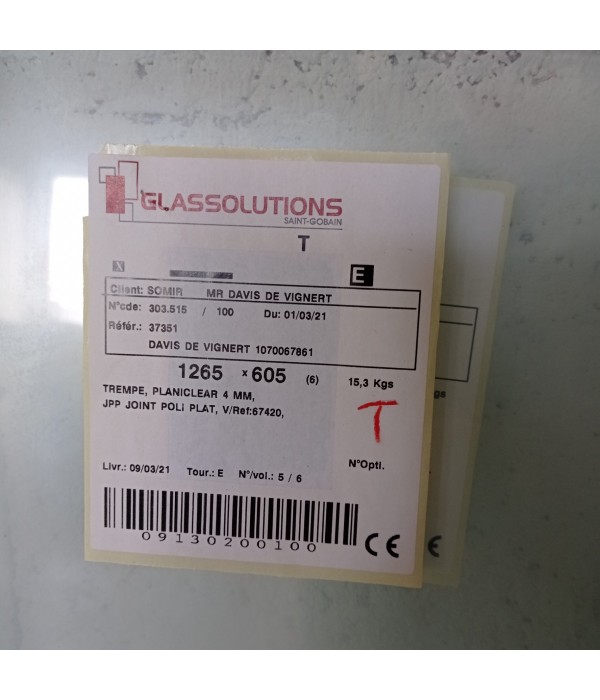 GLASSOLUTIONS
SAINT-GOBAIN
T
X
E
Client: SOMIR MR DAVIS DE VIGNERT
N°cde: 303.515 / 100 Du: 01/03/21
Référ.: 37351
DAVIS DE VIGNERT 1070067861
1265 x 605 (6) 15,3 Kgs
TREMPE, PLANICLEAR 4 MM,
JPP JOINT POLI PLAT, V/Ref:67420,
T
Livr.: 09/03/21 Tour.: E N°/vol.: 5 / 6 N°Opti.
09130200100
CE
gs
CE